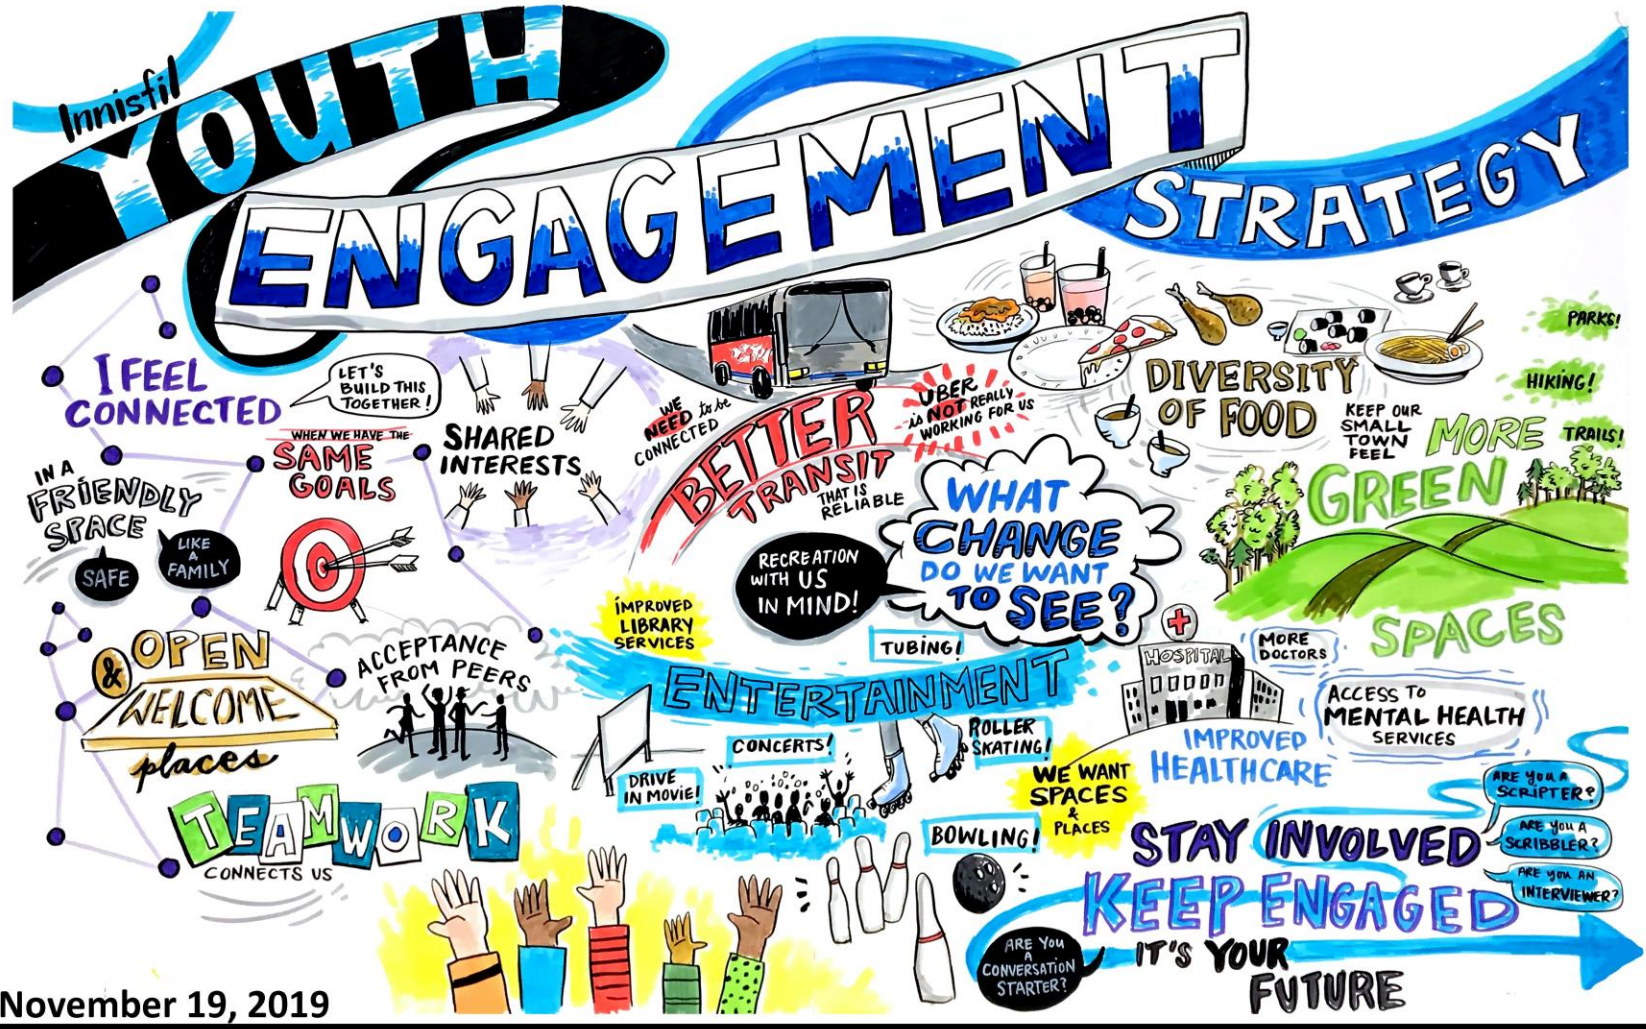 Innisfil
YOUTH
ENGAGEMENT
STRATEGY
I FEEL
CONNECTED
LET'S
BUILD THIS
TOGETHER!
IN A
FRIENDLY
SPACE
SAFE
LIKE
A
FAMILY
WHEN WE HAVE THE
SAME
GOALS
SHARED
INTERESTS
&
OPEN
WELCOME
places
ACCEPTANCE
FROM PEERS
TEAMWORK
CONNECTS US
WE
NEED to be
CONNECTED
BETTER
TRANSIT
THAT IS
RELIABLE
UBER
is NOT REALLY
WORKING FOR US
DIVERSITY
OF FOOD
KEEP OUR
SMALL
TOWN
FEEL
PARKS!
HIKING!
TRAILS!
MORE
GREEN
SPACES
WHAT
CHANGE
DO WE WANT
TO SEE?
RECREATION
WITH US
IN MIND!
IMPROVED
LIBRARY
SERVICES
TUBING!
ENTERTAINMENT
DRIVE
IN MOVIE!
CONCERTS!
ROLLER
SKATING!
BOWLING!
WE WANT
SPACES
&
PLACES
HOSPITAL
MORE
DOCTORS
ACCESS TO
MENTAL HEALTH
SERVICES
IMPROVED
HEALTHCARE
STAY INVOLVED
KEEP ENGAGED
IT'S YOUR
FUTURE
ARE YOU A
SCRIPTER?
ARE YOU A
SCRIBBLER?
ARE YOU AN
INTERVIEWER?
ARE YOU
A
CONVERSATION
STARTER?
November 19, 2019